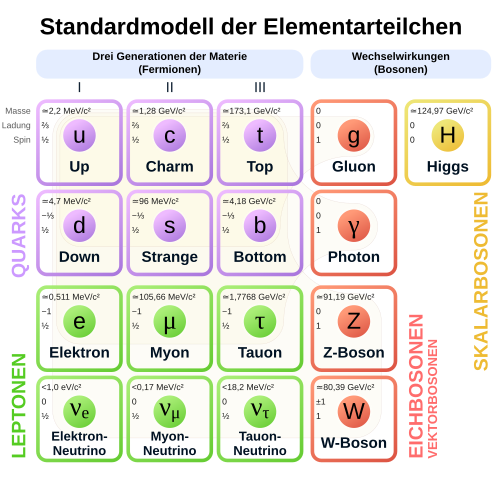 Standardmodell der Elementarteilchen
Drei Generationen der Materie
(Fermionen)
Wechselwirkungen
(Bosonen)
I II III
Masse
Ladung
Spin
≃2,2 MeV/c²
⅔
½
u
Up
≃1,28 GeV/c²
⅔
½
c
Charm
≃173,1 GeV/c²
⅔
½
t
Top
0
0
1
g
Gluon
≃124,97 GeV/c²
0
0
H
Higgs
QUARKS
≃4,7 MeV/c²
−⅓
½
d
Down
≃96 MeV/c²
−⅓
½
s
Strange
≃4,18 GeV/c²
−⅓
½
b
Bottom
0
0
1
γ
Photon
SKALARBOSONEN
≃0,511 MeV/c²
−1
½
e
Elektron
≃105,66 MeV/c²
−1
½
μ
Myon
≃1,7768 GeV/c²
−1
½
τ
Tauon
≃91,19 GeV/c²
0
1
Z
Z-Boson
LEPTONEN
<1,0 eV/c²
0
½
νe
Elektron-
Neutrino
<0,17 MeV/c²
0
½
νμ
Myon-
Neutrino
<18,2 MeV/c²
0
½
ντ
Tauon-
Neutrino
≃80,39 GeV/c²
±1
1
W
W-Boson
EICHBOSONEN
VEKTORBOSONEN